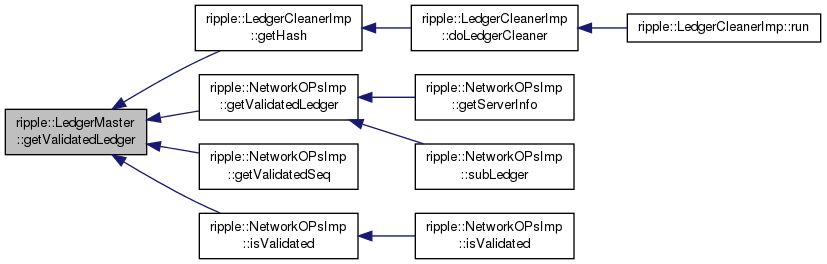 ripple::LedgerMaster
::getValidatedLedger
ripple::LedgerCleanerImp
::getHash
ripple::LedgerCleanerImp
::doLedgerCleaner
ripple::LedgerCleanerImp::run
ripple::NetworkOPsImp
::getValidatedLedger
ripple::NetworkOPsImp
::getServerInfo
ripple::NetworkOPsImp
::subLedger
ripple::NetworkOPsImp
::getValidatedSeq
ripple::NetworkOPsImp
::isValidated
ripple::NetworkOPsImp
::isValidated